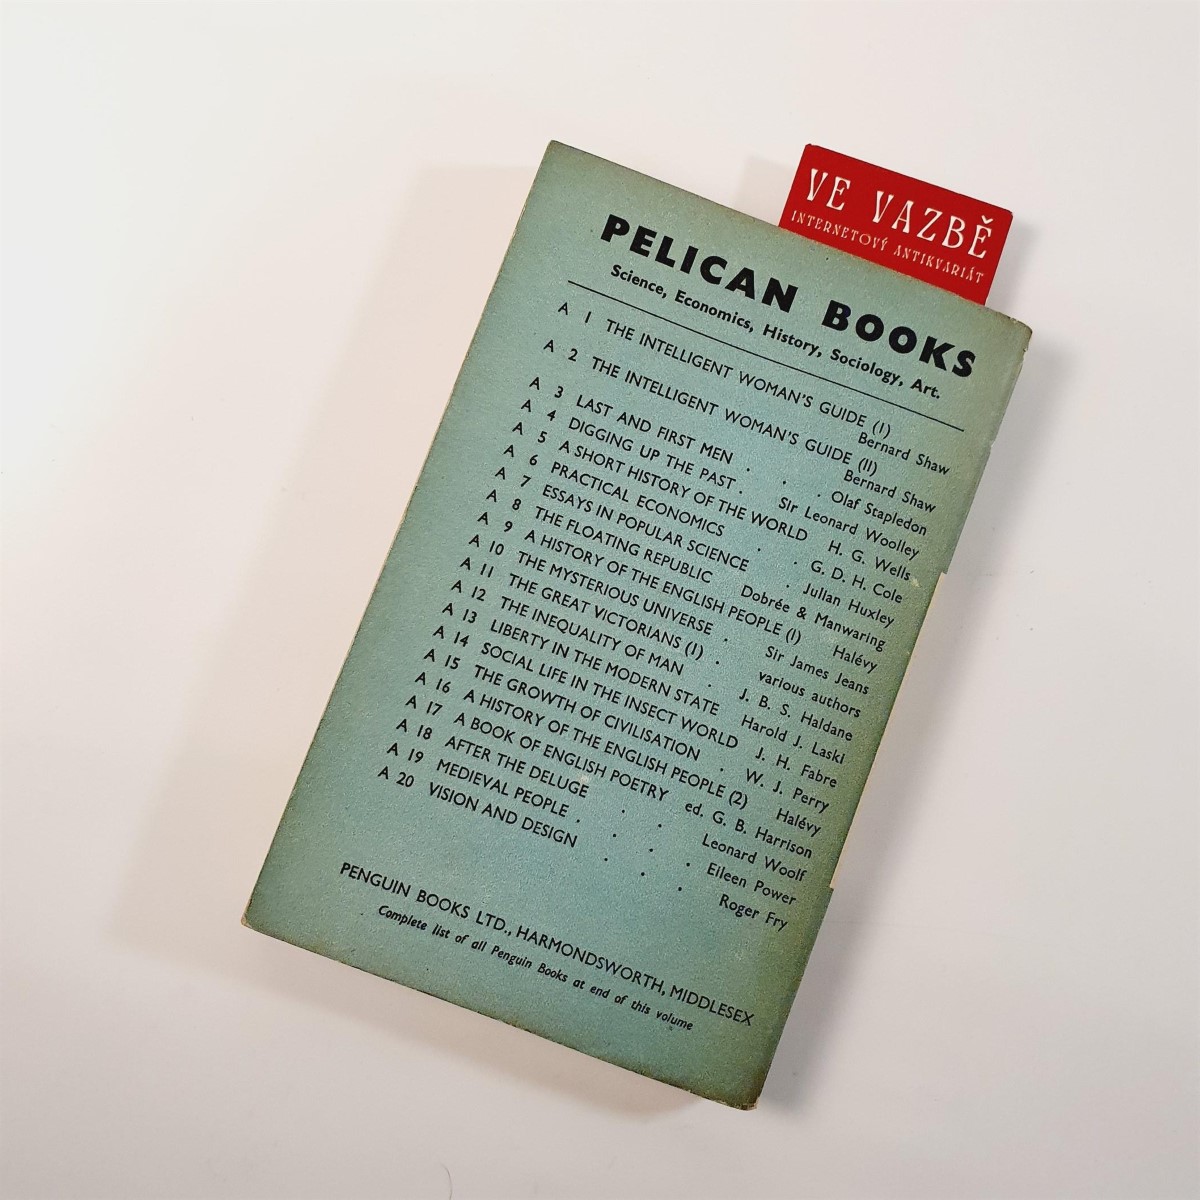 VE VAZBĚ
INTERNETOVÝ ANTIKVARIÁT
PELICAN BOOKS
Science, Economics, History, Sociology, Art.
A 1 THE INTELLIGENT WOMAN'S GUIDE (I)
Bernard Shaw
A 2 THE INTELLIGENT WOMAN'S GUIDE (II)
Bernard Shaw
A 3 LAST AND FIRST MEN . . . Olaf Stapledon
A 4 DIGGING UP THE PAST . Sir Leonard Woolley
A 5 A SHORT HISTORY OF THE WORLD H. G. Wells
A 6 PRACTICAL ECONOMICS . . G. D. H. Cole
A 7 ESSAYS IN POPULAR SCIENCE . Julian Huxley
A 8 THE FLOATING REPUBLIC Dobrée & Manwaring
A 9 A HISTORY OF THE ENGLISH PEOPLE (1) Halévy
A 10 THE MYSTERIOUS UNIVERSE . Sir James Jeans
A 11 THE GREAT VICTORIANS (1) . various authors
A 12 THE INEQUALITY OF MAN . J. B. S. Haldane
A 13 LIBERTY IN THE MODERN STATE Harold J. Laski
A 14 SOCIAL LIFE IN THE INSECT WORLD J. H. Fabre
A 15 THE GROWTH OF CIVILISATION . W. J. Perry
A 16 A HISTORY OF THE ENGLISH PEOPLE (2) Halévy
A 17 A BOOK OF ENGLISH POETRY ed. G. B. Harrison
A 18 AFTER THE DELUGE . . Leonard Woolf
A 19 MEDIEVAL PEOPLE . . . . Eileen Power
A 20 VISION AND DESIGN . . . Roger Fry
PENGUIN BOOKS LTD., HARMONDSWORTH, MIDDLESEX
Complete list of all Penguin Books at end of this volume